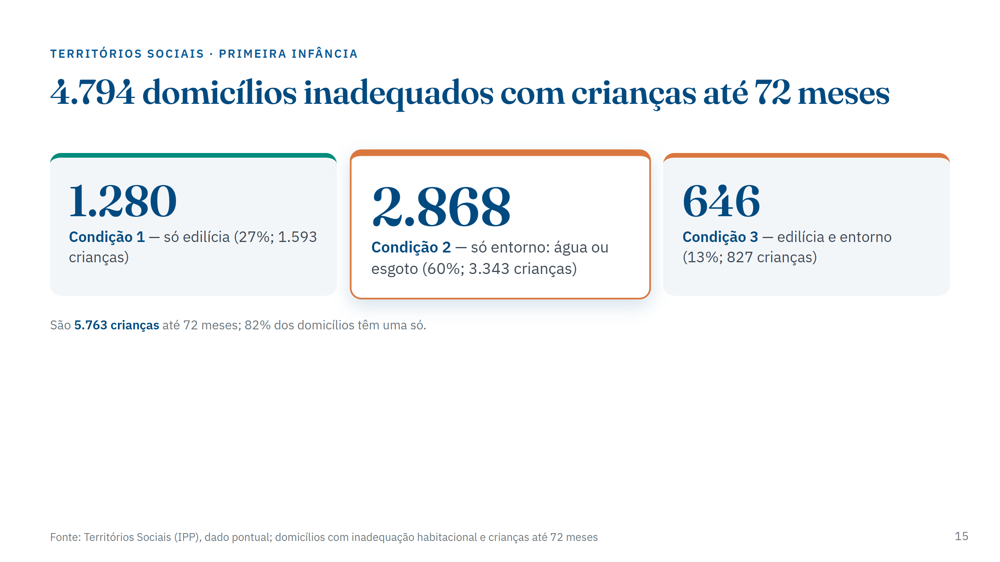 TERRITÓRIOS SOCIAIS · PRIMEIRA INFÂNCIA
4.794 domicílios inadequados com crianças até 72 meses
1.280
Condição 1 — só edilícia (27%; 1.593
crianças)
2.868
Condição 2 — só entorno: água ou
esgoto (60%; 3.343 crianças)
646
Condição 3 — edilícia e entorno
(13%; 827 crianças)
São 5.763 crianças até 72 meses; 82% dos domicílios têm uma só.
Fonte: Territórios Sociais (IPP), dado pontual; domicílios com inadequação habitacional e crianças até 72 meses
15